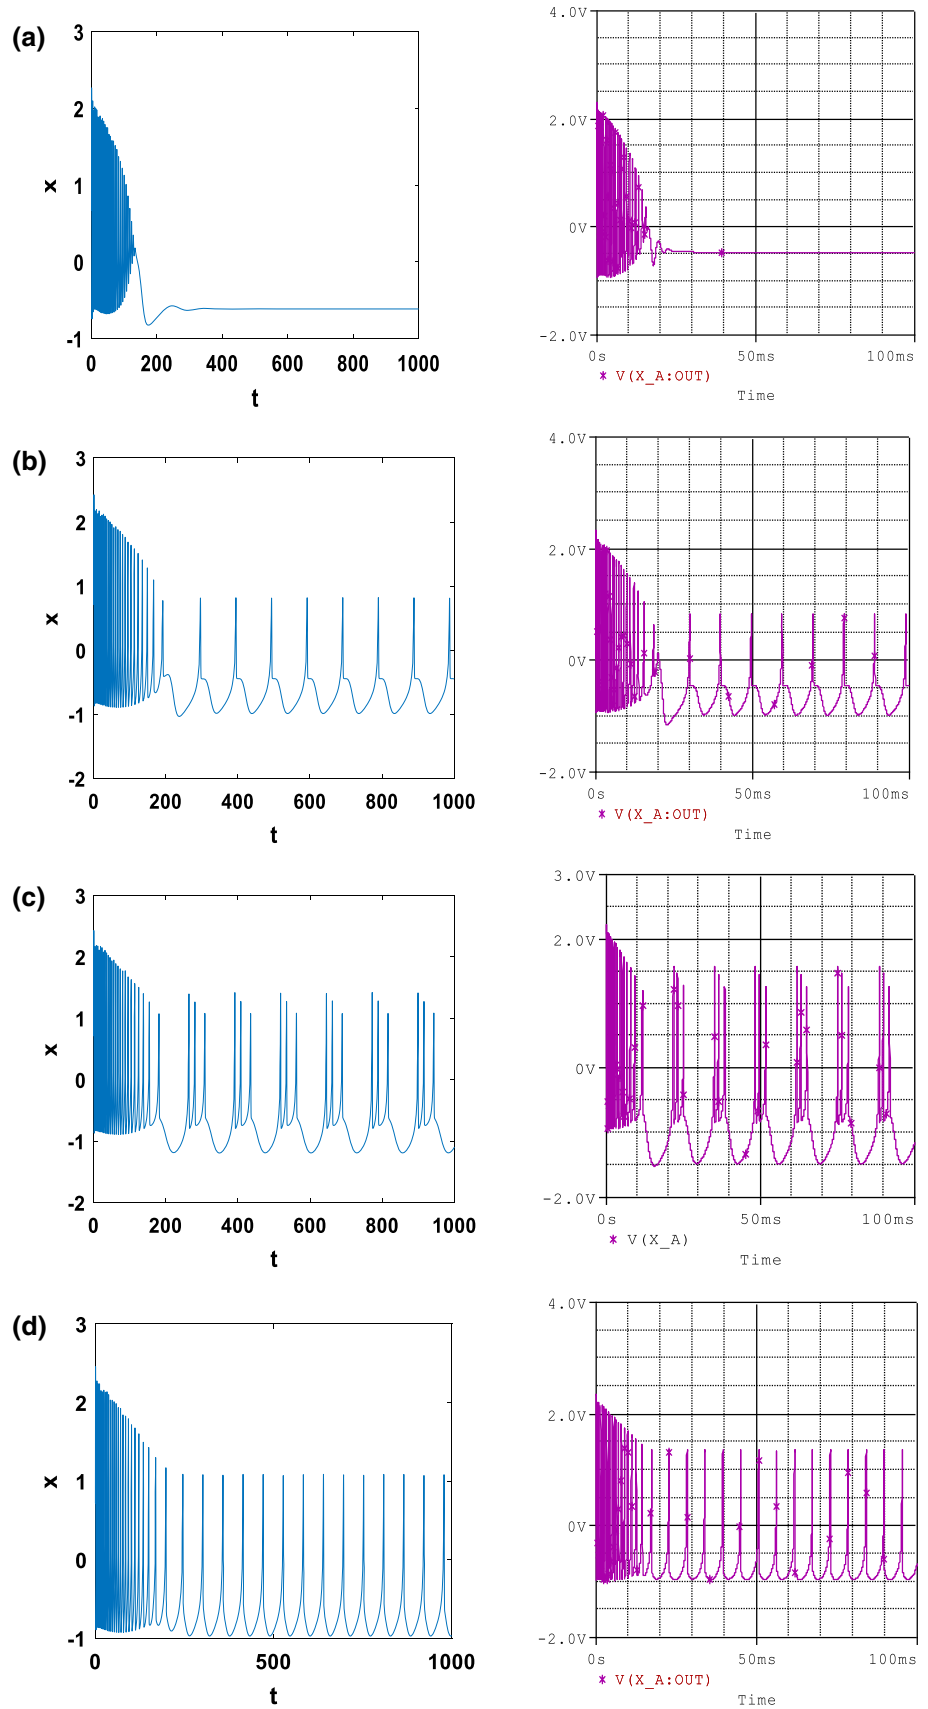 (a)
3
2
1
0
-1
x
0 200 400 600 800 1000
t
4.0V
2.0V
0V
-2.0V
0s 50ms 100ms
V(X_A:OUT)
Time
(b)
3
2
1
0
-1
-2
x
0 200 400 600 800 1000
t
4.0V
2.0V
0V
-2.0V
0s 50ms 100ms
V(X_A:OUT)
Time
(c)
3
2
1
0
-1
-2
x
0 200 400 600 800 1000
t
3.0V
2.0V
0V
-2.0V
0s 50ms 100ms
V(X_A)
Time
(d)
3
2
1
0
-1
x
0 500 1000
t
4.0V
2.0V
0V
-2.0V
0s 50ms 100ms
V(X_A:OUT)
Time